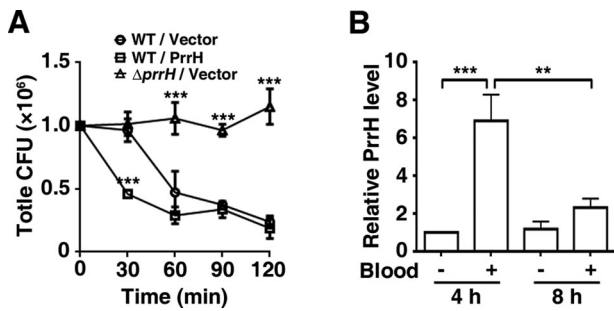 A
WT / Vector
WT / PrrH
ΔprrH / Vector
Totle CFU (×10⁶)
1.5
1.0
0.5
0
***
***
***
***
0 30 60 90 120
Time (min)
B
Relative PrrH level
10
8
6
4
2
0
*** **
Blood - + - +
4 h 8 h